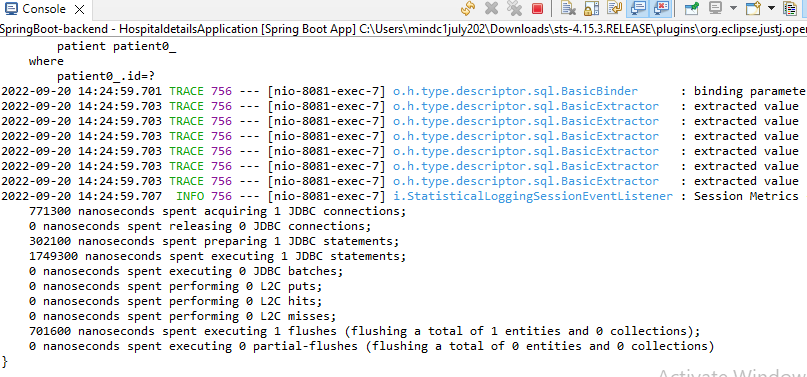 Console
SpringBoot-backend - HospitaldetailsApplication [Spring Boot App] C:\Users\mindc1july202\Downloads\sts-4.15.3.RELEASE\plugins\org.eclipse.justj.ope
patient patient0_
where
patient0_.id=?
2022-09-20 14:24:59.701 TRACE 756 --- [nio-8081-exec-7] o.h.type.descriptor.sql.BasicBinder : binding paramete
2022-09-20 14:24:59.703 TRACE 756 --- [nio-8081-exec-7] o.h.type.descriptor.sql.BasicExtractor : extracted value
2022-09-20 14:24:59.703 TRACE 756 --- [nio-8081-exec-7] o.h.type.descriptor.sql.BasicExtractor : extracted value
2022-09-20 14:24:59.703 TRACE 756 --- [nio-8081-exec-7] o.h.type.descriptor.sql.BasicExtractor : extracted value
2022-09-20 14:24:59.703 TRACE 756 --- [nio-8081-exec-7] o.h.type.descriptor.sql.BasicExtractor : extracted value
2022-09-20 14:24:59.703 TRACE 756 --- [nio-8081-exec-7] o.h.type.descriptor.sql.BasicExtractor : extracted value
2022-09-20 14:24:59.703 TRACE 756 --- [nio-8081-exec-7] o.h.type.descriptor.sql.BasicExtractor : extracted value
2022-09-20 14:24:59.707 INFO 756 --- [nio-8081-exec-7] i.StatisticalLoggingSessionEventListener : Session Metrics
771300 nanoseconds spent acquiring 1 JDBC connections;
0 nanoseconds spent releasing 0 JDBC connections;
302100 nanoseconds spent preparing 1 JDBC statements;
1749300 nanoseconds spent executing 1 JDBC statements;
0 nanoseconds spent executing 0 JDBC batches;
0 nanoseconds spent performing 0 L2C puts;
0 nanoseconds spent performing 0 L2C hits;
0 nanoseconds spent performing 0 L2C misses;
701600 nanoseconds spent executing 1 flushes (flushing a total of 1 entities and 0 collections);
0 nanoseconds spent executing 0 partial-flushes (flushing a total of 0 entities and 0 collections)
}
Activate Window